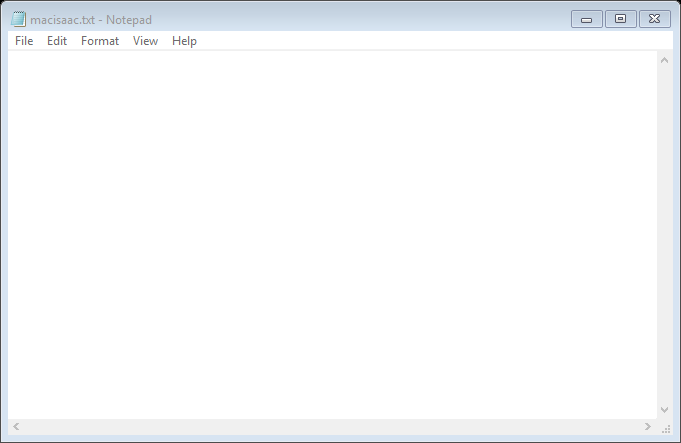 macisaac.txt - Notepad
File Edit Format View Help